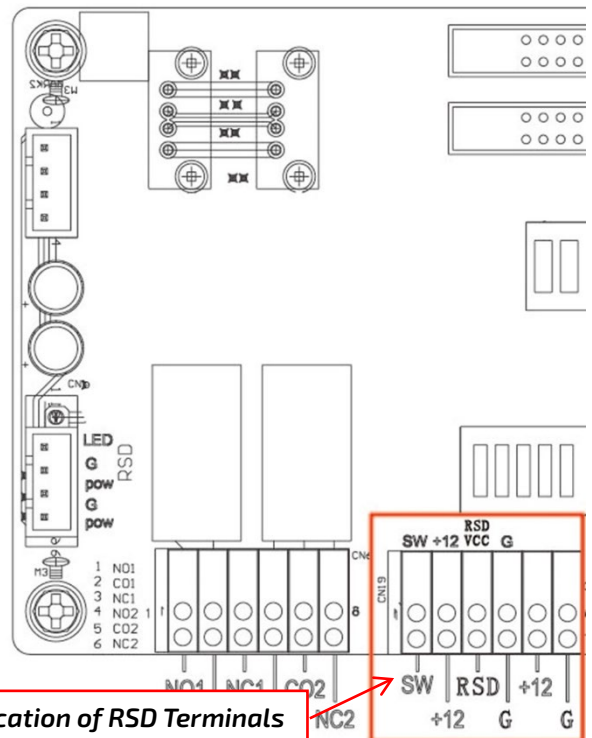 M3
CN
LED
G
pow
G
pow
RSD
M3
1 NO1
2 CO1
3 NC1
4 NO2
5 CO2
6 NC2
1
CN6
8
NO1 NC1 CO2
NC2
CN19
RSD
SW +12 VCC G
SW RSD +12
+12 G G
cation of RSD Terminals